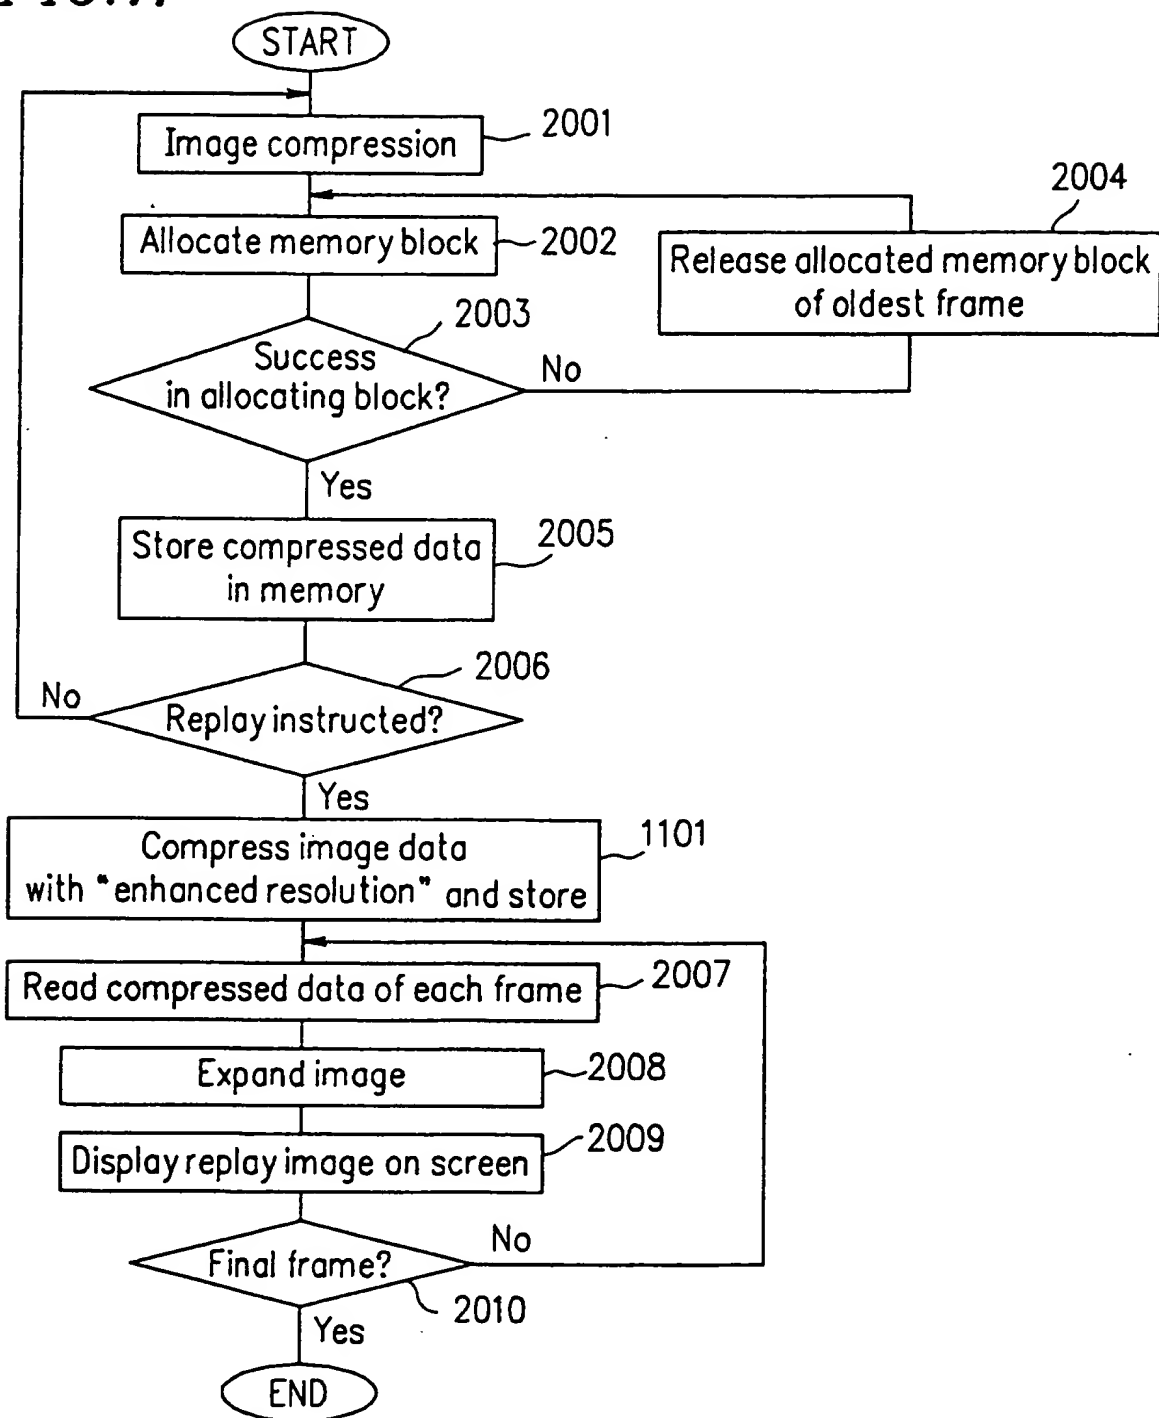 START
Image compression
2001
Allocate memory block
2002
2004
Release allocated memory block
of oldest frame
2003
Success
in allocating block?
No
Yes
Store compressed data
in memory
2005
2006
No
Replay instructed?
Yes
Compress image data
with "enhanced resolution" and store
1101
Read compressed data of each frame
2007
Expand image
2008
Display replay image on screen
2009
Final frame?
No
2010
Yes
END